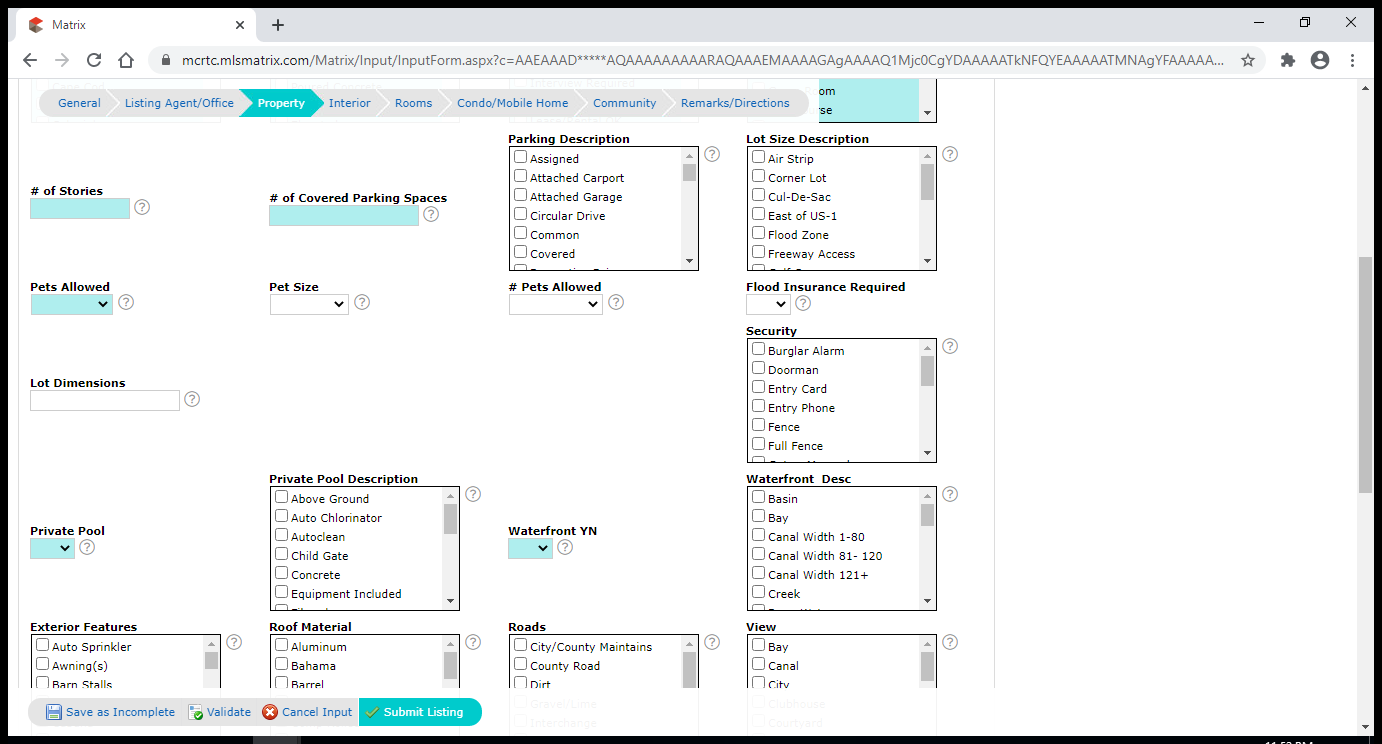 Matrix
mcrtc.mlsmatrix.com/Matrix/Input/InputForm.aspx?c=AAEAAAD*****AQAAAAAAAAARAQAAAEMAAAAGAgAAAAQ1Mjc0CgYDAAAAATkNFQYEAAAAATMNAgYFAAAAA...
General
Listing Agent/Office
Property
Interior
Rooms
Condo/Mobile Home
Community
Remarks/Directions
Parking Description
Assigned
Attached Carport
Attached Garage
Circular Drive
Common
Covered
Lot Size Description
Air Strip
Corner Lot
Cul-De-Sac
East of US-1
Flood Zone
Freeway Access
# of Stories
# of Covered Parking Spaces
Pets Allowed
Pet Size
# Pets Allowed
Flood Insurance Required
Security
Burglar Alarm
Doorman
Entry Card
Entry Phone
Fence
Full Fence
Lot Dimensions
Private Pool Description
Above Ground
Auto Chlorinator
Autoclean
Child Gate
Concrete
Equipment Included
Waterfront Desc
Basin
Bay
Canal Width 1-80
Canal Width 81- 120
Canal Width 121+
Creek
Private Pool
Waterfront YN
Exterior Features
Auto Sprinkler
Awning(s)
Barn Stalls
Roof Material
Aluminum
Bahama
Barrel
Roads
City/County Maintains
County Road
Dirt
Gravel/Lime
Interchange
View
Bay
Canal
City
Clubhouse
Courtyard
Save as Incomplete
Validate
Cancel Input
Submit Listing